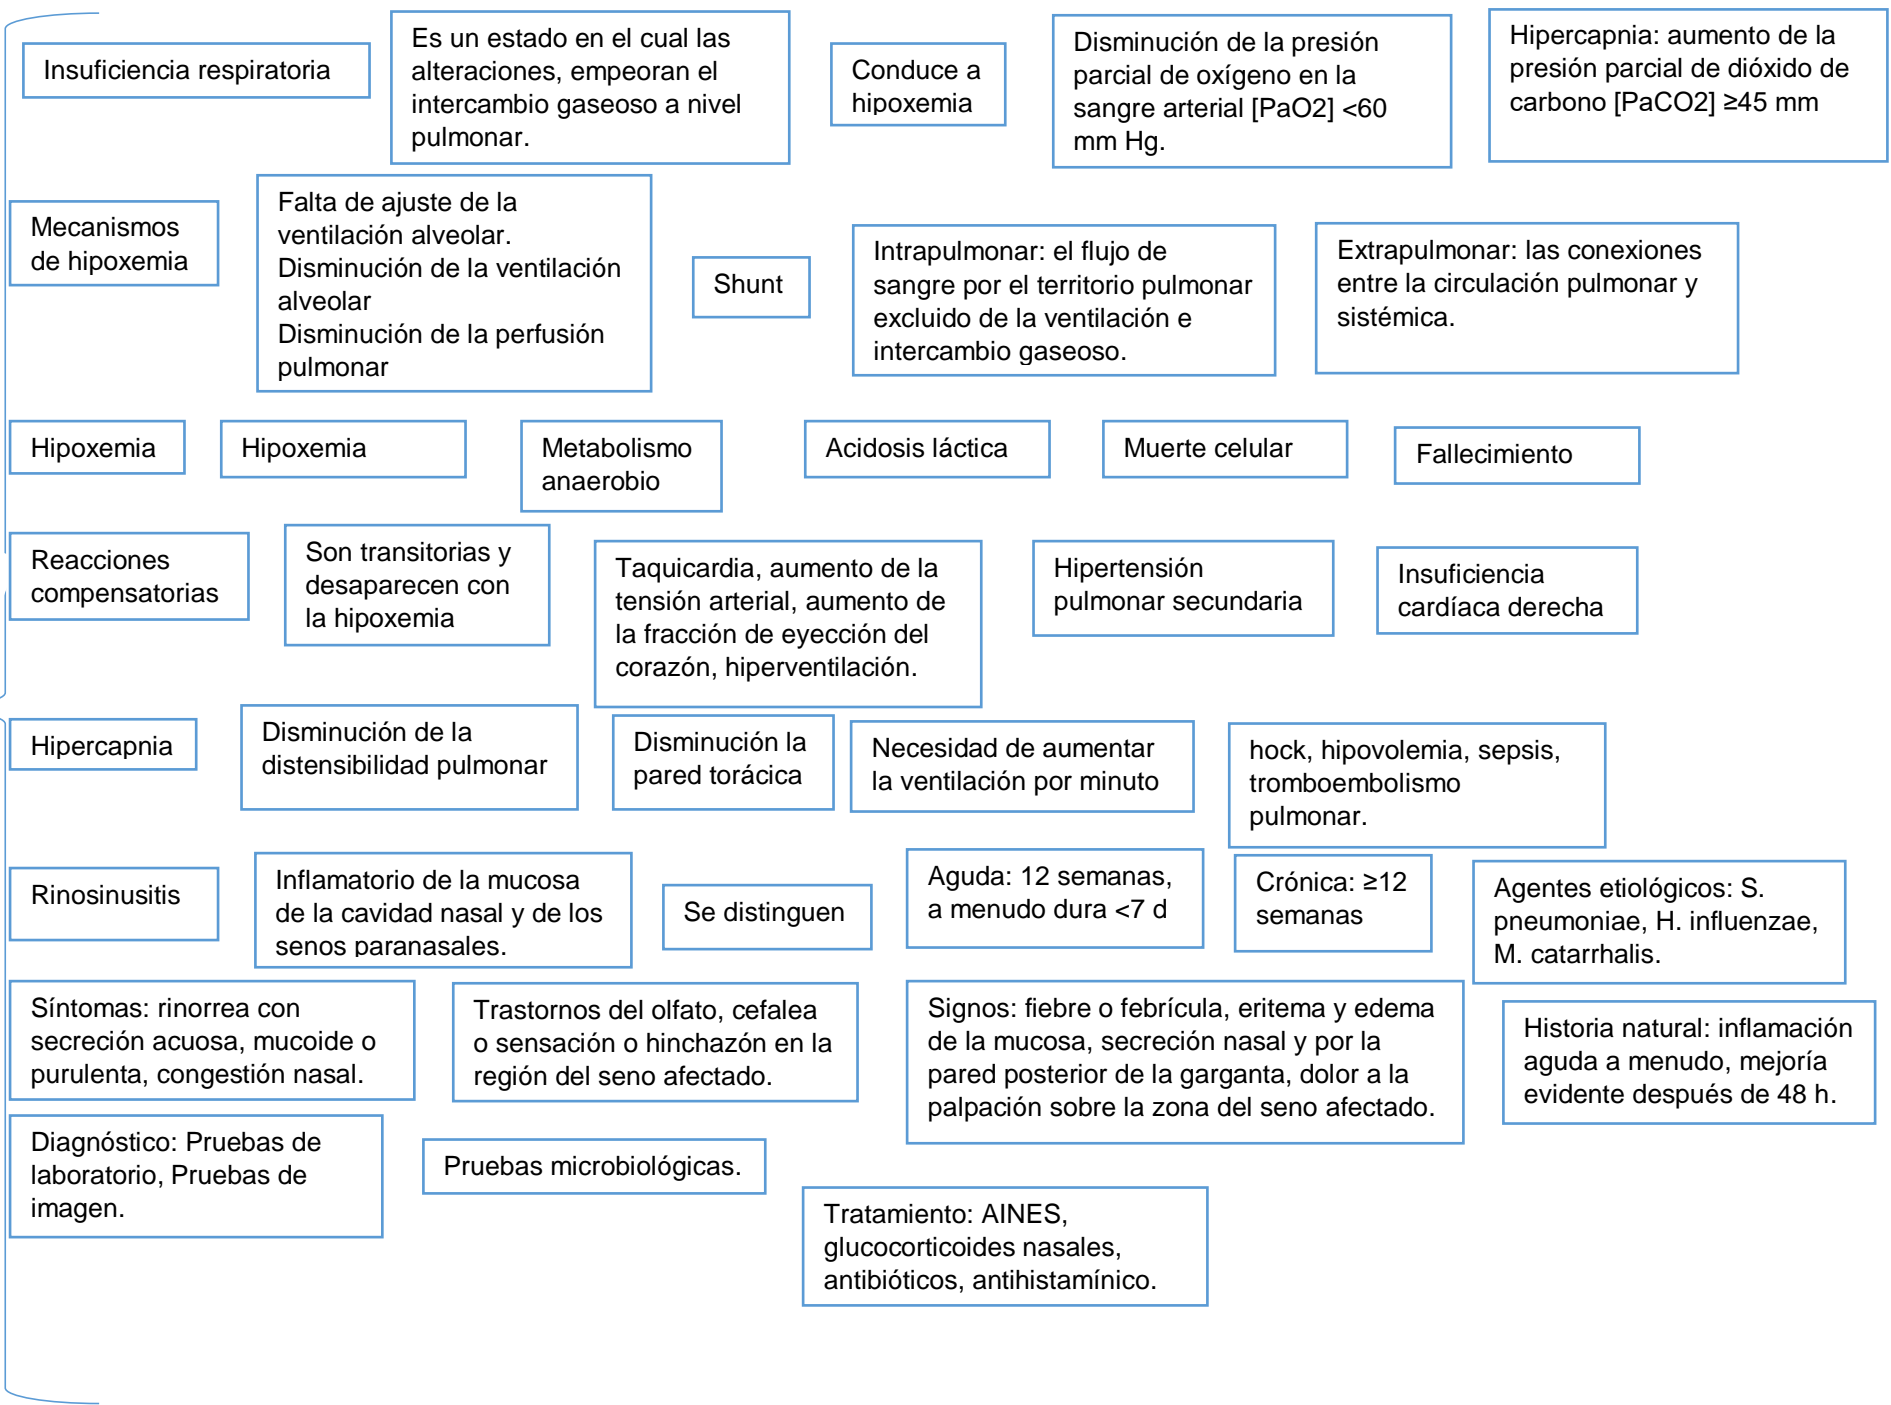 Insuficiencia respiratoria
Es un estado en el cual las
alteraciones, empeoran el
intercambio gaseoso a nivel
pulmonar.
Conduce a
hipoxemia
Disminución de la presión
parcial de oxígeno en la
sangre arterial [PaO2] <60
mm Hg.
Hipercapnia: aumento de la
presión parcial de dióxido de
carbono [PaCO2] ≥45 mm
Mecanismos
de hipoxemia
Falta de ajuste de la
ventilación alveolar.
Disminución de la ventilación
alveolar
Disminución de la perfusión
pulmonar
Shunt
Intrapulmonar: el flujo de
sangre por el territorio pulmonar
excluido de la ventilación e
intercambio gaseoso.
Extrapulmonar: las conexiones
entre la circulación pulmonar y
sistémica.
Hipoxemia
Hipoxemia
Metabolismo
anaerobio
Acidosis láctica
Muerte celular
Fallecimiento
Reacciones
compensatorias
Son transitorias y
desaparecen con
la hipoxemia
Taquicardia, aumento de la
tensión arterial, aumento de
la fracción de eyección del
corazón, hiperventilación.
Hipertensión
pulmonar secundaria
Insuficiencia
cardíaca derecha
Hipercapnia
Disminución de la
distensibilidad pulmonar
Disminución la
pared torácica
Necesidad de aumentar
la ventilación por minuto
hock, hipovolemia, sepsis,
tromboembolismo
pulmonar.
Rinosinusitis
Inflamatorio de la mucosa
de la cavidad nasal y de los
senos paranasales.
Se distinguen
Aguda: 12 semanas,
a menudo dura <7 d
Crónica: ≥12
semanas
Agentes etiológicos: S.
pneumoniae, H. influenzae,
M. catarrhalis.
Síntomas: rinorrea con
secreción acuosa, mucoide o
purulenta, congestión nasal.
Trastornos del olfato, cefalea
o sensación o hinchazón en la
región del seno afectado.
Signos: fiebre o febrícula, eritema y edema
de la mucosa, secreción nasal y por la
pared posterior de la garganta, dolor a la
palpación sobre la zona del seno afectado.
Historia natural: inflamación
aguda a menudo, mejoría
evidente después de 48 h.
Diagnóstico: Pruebas de
laboratorio, Pruebas de
imagen.
Pruebas microbiológicas.
Tratamiento: AINES,
glucocorticoides nasales,
antibióticos, antihistamínico.